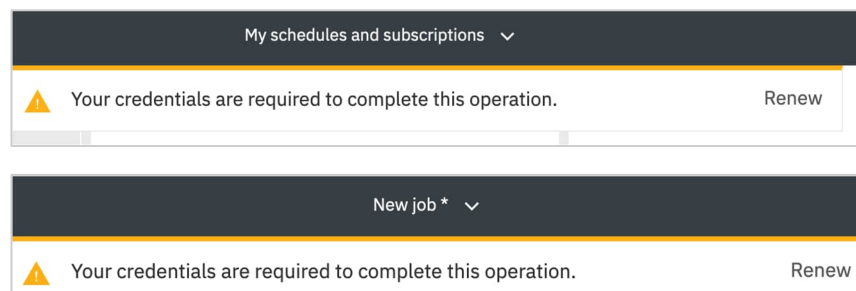 My schedules and subscriptions
Your credentials are required to complete this operation. Renew
New job *
Your credentials are required to complete this operation. Renew